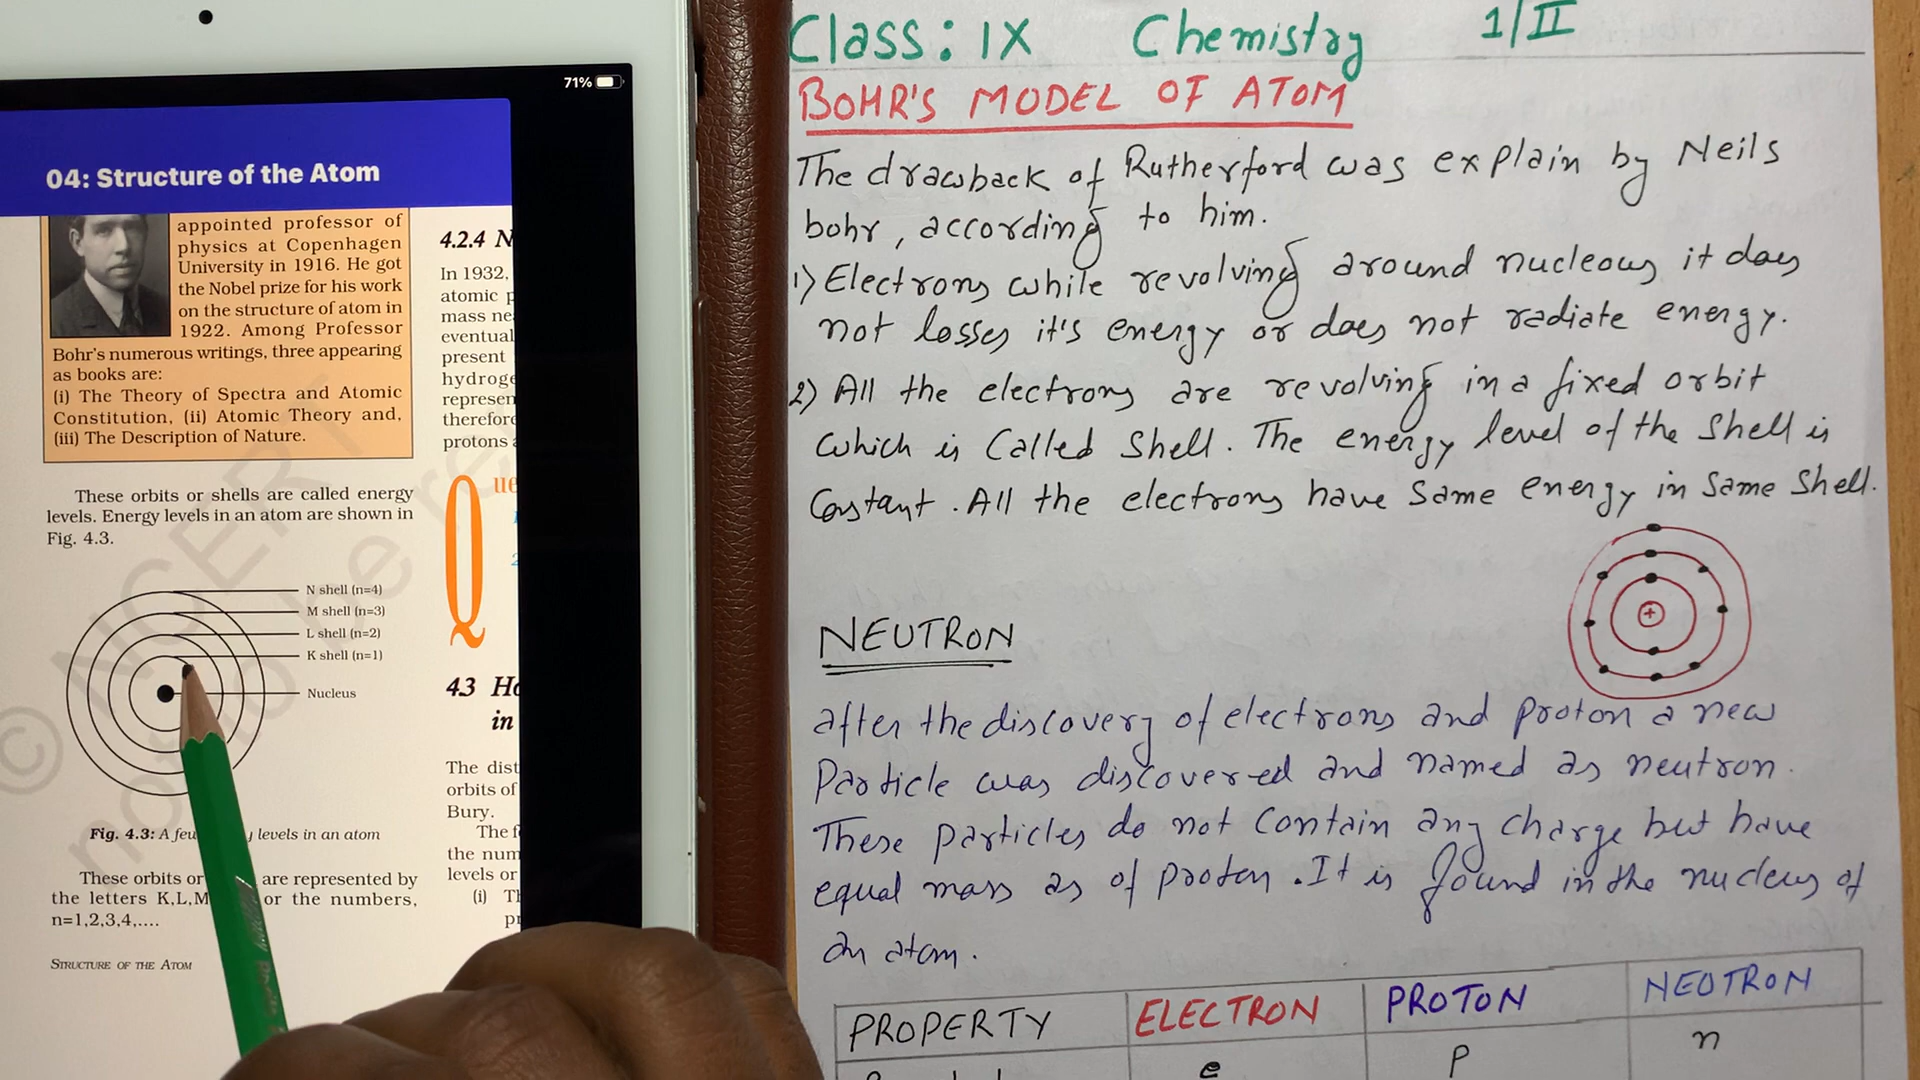 71%
04: Structure of the Atom
appointed professor of
physics at Copenhagen
University in 1916. He got
the Nobel prize for his work
on the structure of atom in
1922. Among Professor
Bohr's numerous writings, three appearing
as books are:
(i) The Theory of Spectra and Atomic
Constitution, (ii) Atomic Theory and,
(iii) The Description of Nature.
These orbits or shells are called energy
levels. Energy levels in an atom are shown in
Fig. 4.3.
N shell (n=4)
M shell (n=3)
L shell (n=2)
K shell (n=1)
Nucleus
Fig. 4.3: A few levels in an atom
These orbits or are represented by
the letters K,L,M or the numbers,
n=1,2,3,4,....
STRUCTURE OF THE ATOM
© NCERT
not be re
4.2.4 N
In 1932,
atomic p
mass ne
eventual
present
hydroge
represen
therefore
protons
Q
ue
4.3 Ho
in
The dist
orbits of
Bury.
The f
the num
levels or
(i) Th
pr
Class: IX Chemistry 1/II
BOHR'S MODEL OF ATOM
The drawback of Rutherford was explain by Neils
bohr, according to him.
1) Electrons while revolving around nucleous it does
not losses it's energy or does not radiate energy.
2) All the electrons are revolving in a fixed orbit
which is Called Shell. The energy level of the Shell is
Constant. All the electrons have Same energy in Same Shell.
+
NEUTRON
after the discovery of electrons and proton a new
Particle was discovered and named as neutron.
These particles do not Contain any charge but have
equal mass as of proton. It is found in the nucleus of
an atom.
PROPERTY ELECTRON PROTON NEUTRON
e P n